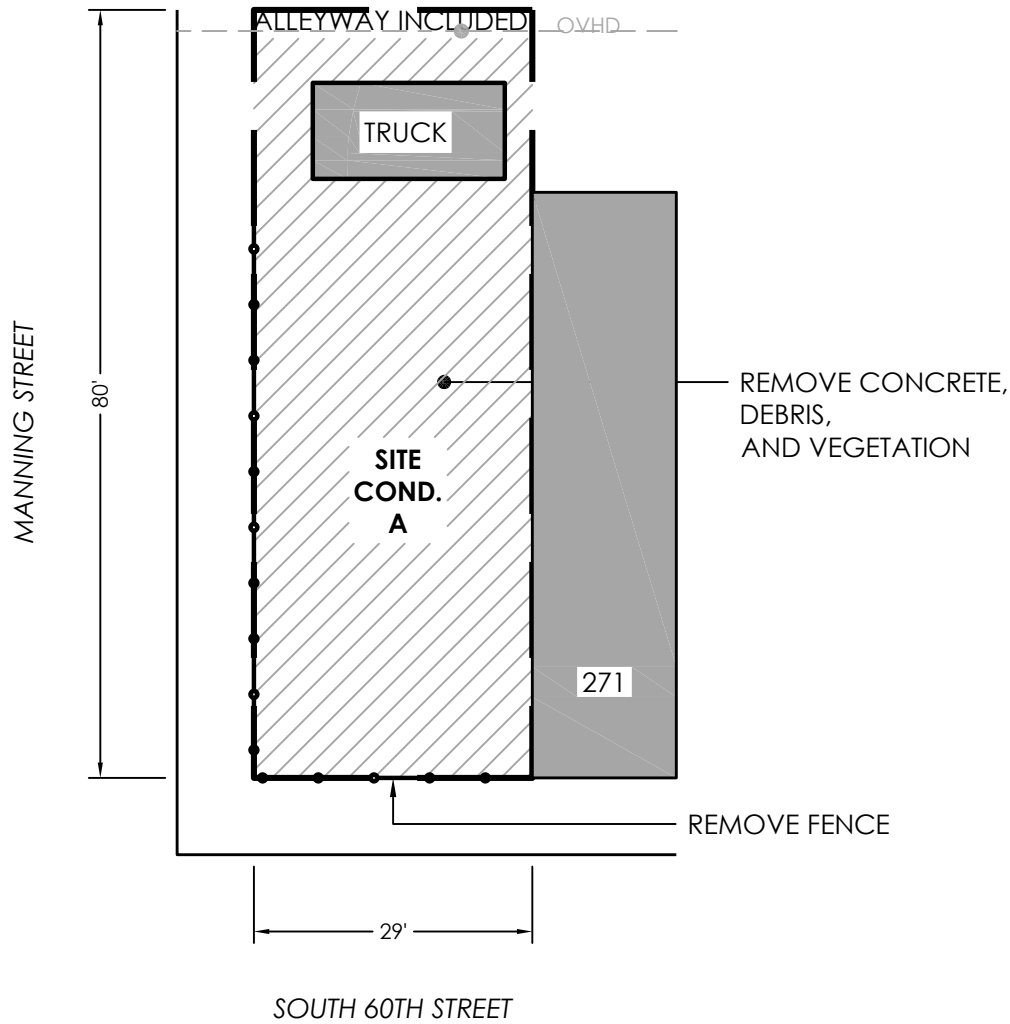 ALLEYWAY INCLUDED
OVHD
TRUCK
MANNING STREET
80'
REMOVE CONCRETE,
DEBRIS,
AND VEGETATION
SITE
COND.
A
271
REMOVE FENCE
29'
SOUTH 60TH STREET